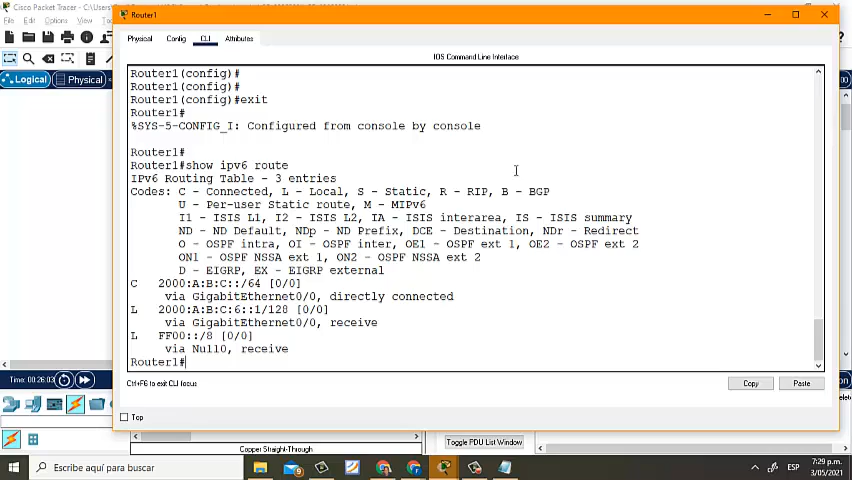 Cisco Packet Tracer - C:\Users\
Router1
File Edit Options View
Physical Config CLI Attributes
IOS Command Line Interface
Logical
Physical
Router1(config)#
Router1(config)#
Router1(config)#exit
Router1#
%SYS-5-CONFIG_I: Configured from console by console
Router1#
Router1#show ipv6 route
IPv6 Routing Table - 3 entries
Codes: C - Connected, L - Local, S - Static, R - RIP, B - BGP
U - Per-user Static route, M - MIPv6
I1 - ISIS L1, I2 - ISIS L2, IA - ISIS interarea, IS - ISIS summary
ND - ND Default, NDp - ND Prefix, DCE - Destination, NDr - Redirect
O - OSPF intra, OI - OSPF inter, OE1 - OSPF ext 1, OE2 - OSPF ext 2
ON1 - OSPF NSSA ext 1, ON2 - OSPF NSSA ext 2
D - EIGRP, EX - EIGRP external
C 2000:A:B:C::/64 [0/0]
via GigabitEthernet0/0, directly connected
L 2000:A:B:C:6::1/128 [0/0]
via GigabitEthernet0/0, receive
L FF00::/8 [0/0]
via Null0, receive
Router1#
Ctrl+F6 to exit CLI focus
Copy
Paste
Time: 00:26:03
Top
Copper Straight-Through
Toggle PDU List Window
Escribe aquí para buscar
ESP
7:29 p.m.
3/05/2021